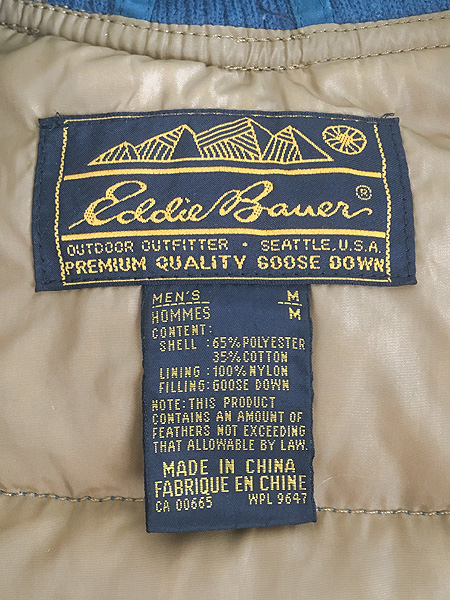 Eddie Bauer ®
OUTDOOR OUTFITTER • SEATTLE, U.S.A.
PREMIUM QUALITY GOOSE DOWN
MEN'S M
HOMMES M
CONTENT:
SHELL : 65% POLYESTER
35% COTTON
LINING : 100% NYLON
FILLING: GOOSE DOWN
NOTE: THIS PRODUCT
CONTAINS AN AMOUNT OF
FEATHERS NOT EXCEEDING
THAT ALLOWABLE BY LAW.
MADE IN CHINA
FABRIQUE EN CHINE
CA 00665 WPL 9647